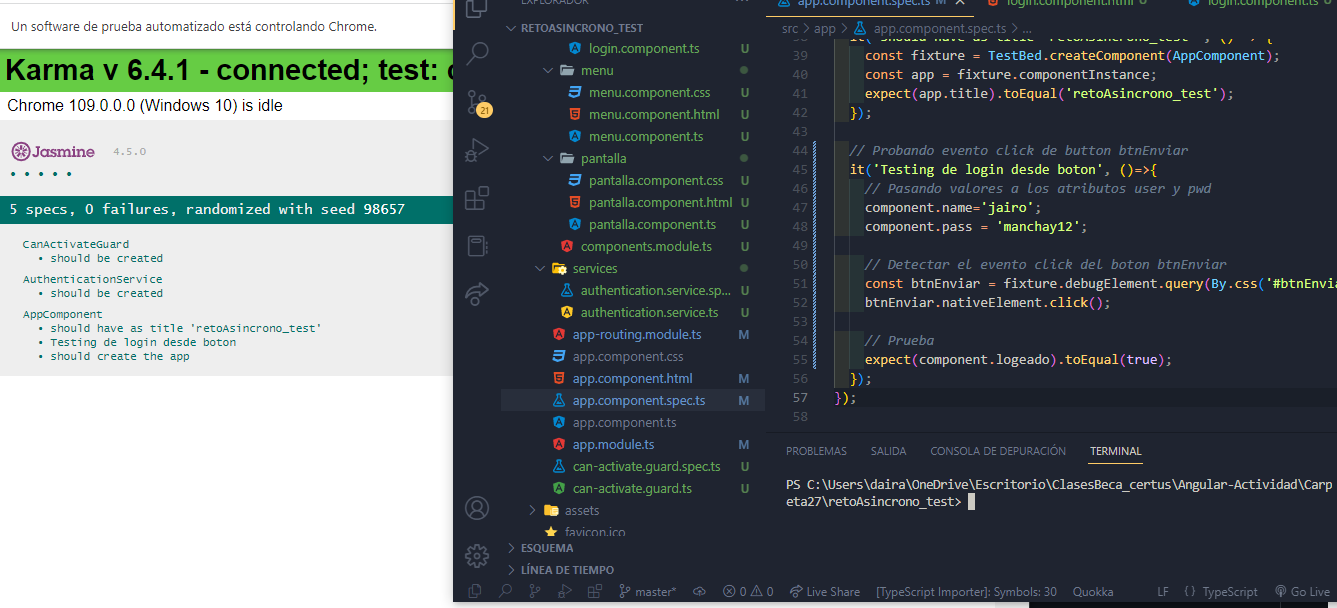 Un software de prueba automatizado está controlando Chrome.
Karma v 6.4.1 - connected; test:
Chrome 109.0.0.0 (Windows 10) is idle
Jasmine 4.5.0
• • • • •
5 specs, 0 failures, randomized with seed 98657
CanActivateGuard
• should be created
AuthenticationService
• should be created
AppComponent
• should have as title 'retoAsincrono_test'
• Testing de login desde boton
• should create the app
21
EXPLORADOR
RETOASINCRONO_TEST
login.component.ts U
menu
menu.component.css U
menu.component.html U
menu.component.ts U
pantalla
pantalla.component.css U
pantalla.component.html U
pantalla.component.ts U
components.module.ts U
services
authentication.service.sp... U
authentication.service.ts U
app-routing.module.ts M
app.component.css
app.component.html M
app.component.spec.ts M
app.component.ts
app.module.ts M
can-activate.guard.spec.ts U
can-activate.guard.ts U
assets
favicon.ico
ESQUEMA
LÍNEA DE TIEMPO
app.component.spec.ts M login.component.html U login.component.ts U
src > app > app.component.spec.ts > ...
38 it('should have as title 'retoAsincrono_test'', () => {
39 const fixture = TestBed.createComponent(AppComponent);
40 const app = fixture.componentInstance;
41 expect(app.title).toEqual('retoAsincrono_test');
42 });
43
44 // Probando evento click de button btnEnviar
45 it('Testing de login desde boton', ()=>{
46 // Pasando valores a los atributos user y pwd
47 component.name='jairo';
48 component.pass = 'manchay12';
49
50 // Detectar el evento click del boton btnEnviar
51 const btnEnviar = fixture.debugElement.query(By.css('#btnEnvia
52 btnEnviar.nativeElement.click();
53
54 // Prueba
55 expect(component.logeado).toEqual(true);
56 });
57 });
58
PROBLEMAS SALIDA CONSOLA DE DEPURACIÓN TERMINAL
PS C:\Users\daira\OneDrive\Escritorio\ClasesBeca_certus\Angular-Actividad\Carp
eta27\retoAsincrono_test>
master* 0 0 Live Share [TypeScript Importer]: Symbols: 30 Quokka LF {} TypeScript Go Live